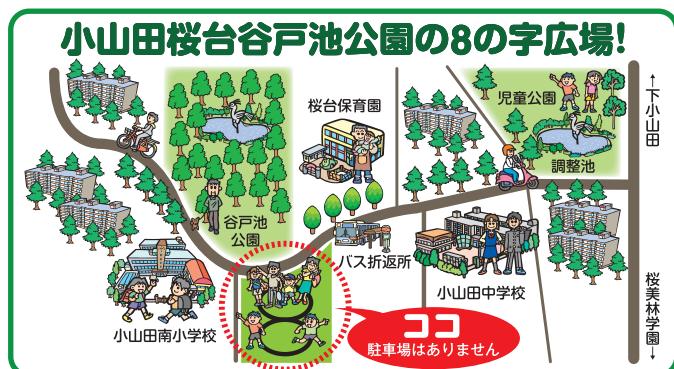 小山田桜台谷戸池公園の8の字広場!
児童公園
調整池
←下小山田
桜台保育園
谷戸池
公園
バス折返所
小山田中学校
小山田南小学校
ココ
駐車場はありません
桜美林学園→